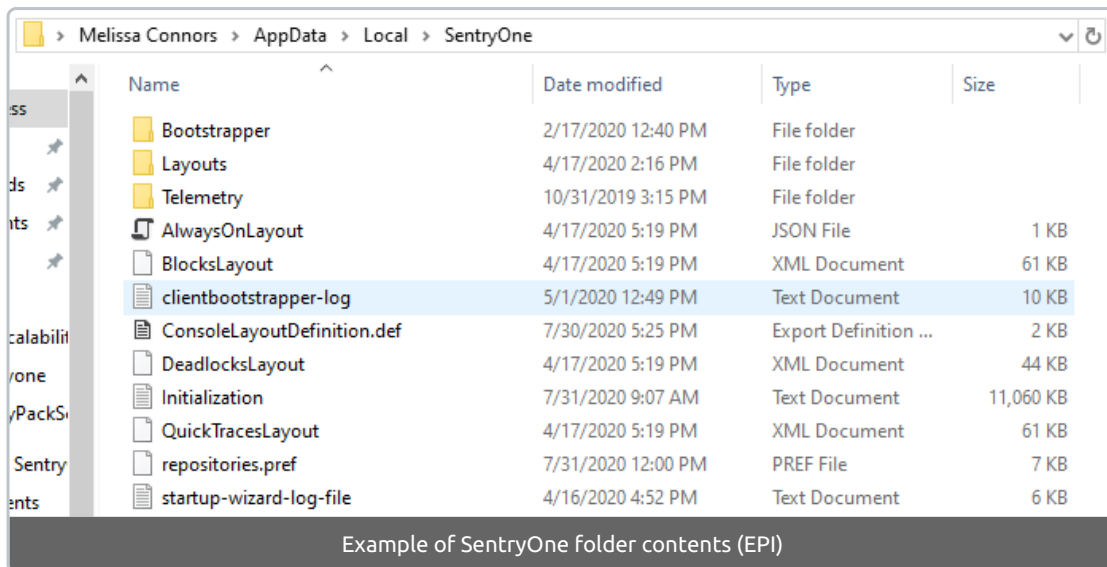 Melissa Connors > AppData > Local > SentryOne
Name Date modified Type Size
Bootstrapper 2/17/2020 12:40 PM File folder
Layouts 4/17/2020 2:16 PM File folder
Telemetry 10/31/2019 3:15 PM File folder
AlwaysOnLayout 4/17/2020 5:19 PM JSON File 1 KB
BlocksLayout 4/17/2020 5:19 PM XML Document 61 KB
clientbootstrapper-log 5/1/2020 12:49 PM Text Document 10 KB
ConsoleLayoutDefinition.def 7/30/2020 5:25 PM Export Definition ... 2 KB
DeadlocksLayout 4/17/2020 5:19 PM XML Document 44 KB
Initialization 7/31/2020 9:07 AM Text Document 11,060 KB
QuickTracesLayout 4/17/2020 5:19 PM XML Document 61 KB
repositories.pref 7/31/2020 12:00 PM PREF File 7 KB
startup-wizard-log-file 4/16/2020 4:52 PM Text Document 6 KB
Example of SentryOne folder contents (EPI)